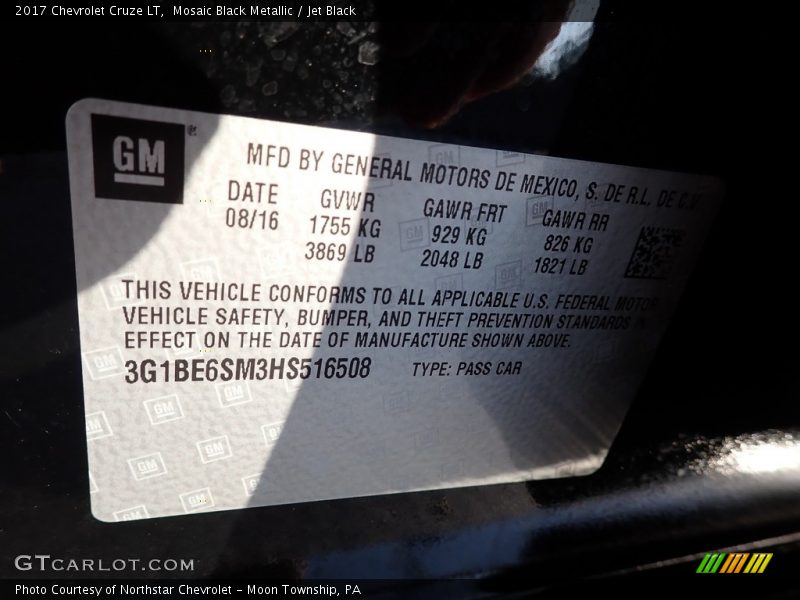 2017 Chevrolet Cruze LT,  Mosaic Black Metallic / Jet Black
GM®
MFD BY GENERAL MOTORS DE MEXICO, S. DE R.L. DE C.V.
DATE GVWR GAWR FRT GAWR RR
08/16 1755 KG 929 KG 826 KG
3869 LB 2048 LB 1821 LB
THIS VEHICLE CONFORMS TO ALL APPLICABLE U.S. FEDERAL MOTOR
VEHICLE SAFETY, BUMPER, AND THEFT PREVENTION STANDARDS IN
EFFECT ON THE DATE OF MANUFACTURE SHOWN ABOVE.
3G1BE6SM3HS516508 TYPE: PASS CAR
GTCARLOT.COM
Photo Courtesy of Northstar Chevrolet – Moon Township, PA